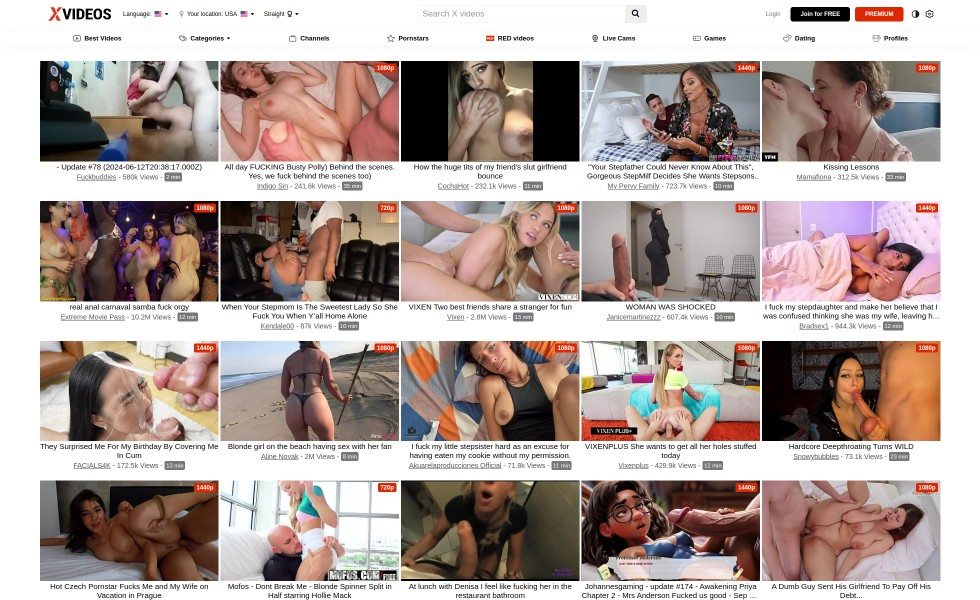 XVIDEOS
Language:
Your location: USA
Straight
Search X videos
Login
Join for FREE
PREMIUM
Best Videos
Categories
Channels
Pornstars
RED videos
Live Cams
Games
Dating
Profiles
- Update #78 (2024-06-12T20:38:17.000Z)
Fuckbuddies - 580k Views - 2 min
1080p
All day FUCKING Busty Polly) Behind the scenes.
Yes, we fuck behind the scenes too)
Indigo Sin - 241.6k Views - 35 min
How the huge tits of my friend's slut girlfriend
bounce
CochaHot - 232.1k Views - 11 min
1440p
"Your Stepfather Could Never Know About This",
Gorgeous StepMilf Decides She Wants Stepsons..
My Pervy Family - 723.7k Views - 10 min
1080p
YFM
Kissing Lessons
Mamafiona - 312.5k Views - 33 min
1080p
real anal carnaval samba fuck orgy
Extreme Movie Pass - 10.2M Views - 12 min
720p
When Your Stepmom Is The Sweetest Lady So She
Fuck You When Y'all Home Alone
Kendale00 - 87k Views - 10 min
1080p
VIXEN.COM
VIXEN Two best friends share a stranger for fun
Vixen - 2.8M Views - 13 min
1080p
WOMAN WAS SHOCKED
Janicemartinezzz - 607.4k Views - 10 min
1440p
I fuck my stepdaughter and make her believe that I
was confused thinking she was my wife, leaving h...
Bradsex1 - 944.3k Views - 12 min
1440p
They Surprised Me For My Birthday By Covering Me
In Cum
FACIALS4K - 172.5k Views - 13 min
1080p
Blonde girl on the beach having sex with her fan
Aline Novak - 2M Views - 8 min
1080p
I fuck my little stepsister hard as an excuse for
having eaten my cookie without my permission.
Akuarelaproducciones Official - 71.8k Views - 11 min
1080p
VIXEN PLUS+
VIXENPLUS She wants to get all her holes stuffed
today
Vixenplus - 429.9k Views - 12 min
1080p
Hardcore Deepthroating Turns WILD
Snowybubbles - 73.1k Views - 23 min
1440p
Hot Czech Pornstar Fucks Me and My Wife on
Vacation in Prague
720p
MOFOS.COM
Mofos - Dont Break Me - Blonde Spinner Split in
Half starring Hollie Mack
At lunch with Denisa I feel like fucking her in the
restaurant bathroom
1440p
Johannesgaming - update #174 - Awakening Priya
Chapter 2 - Mrs Anderson Fucked us good - Sep ...
1080p
A Dumb Guy Sent His Girlfriend To Pay Off His
Debt...